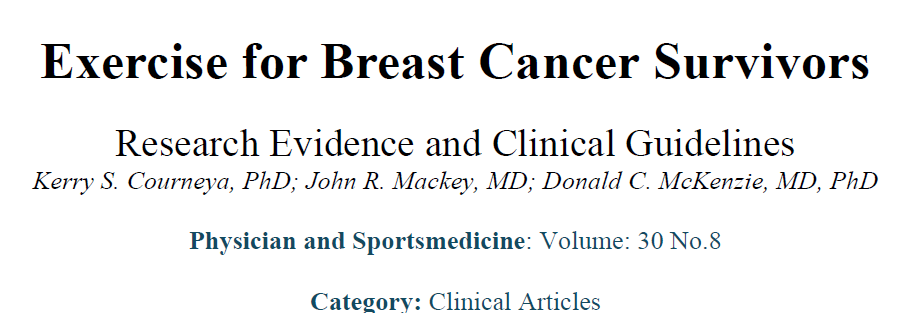 Exercise for Breast Cancer Survivors
Research Evidence and Clinical Guidelines
Kerry S. Courneya, PhD; John R. Mackey, MD; Donald C. McKenzie, MD, PhD
Physician and Sportsmedicine: Volume: 30 No.8
Category: Clinical Articles